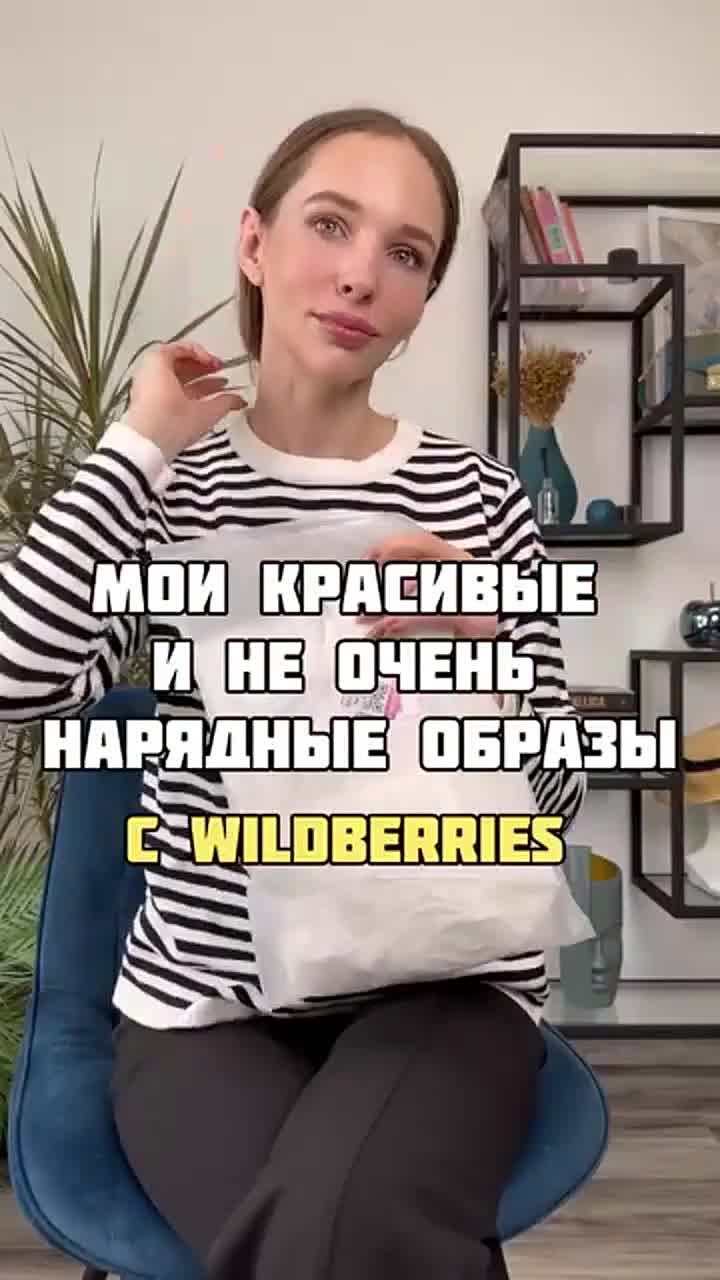 МОИ КРАСИВЫЕ
И НЕ ОЧЕНЬ
НАРЯДНЫЕ ОБРАЗЫ
С WILDBERRIES